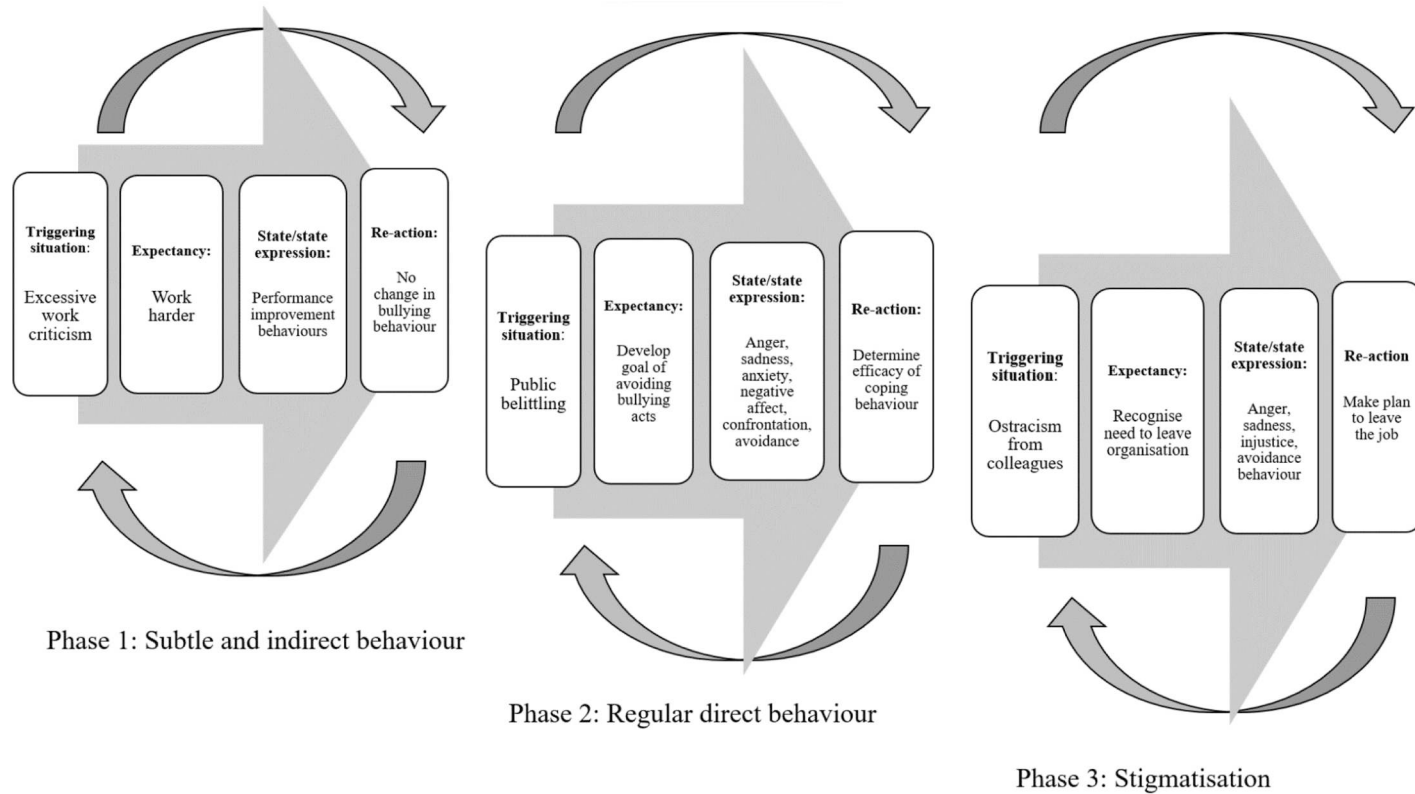 Triggering
situation:
Excessive
work
criticism
Expectancy:
Work
harder
State/state
expression:
Performance
improvement
behaviours
Re-action:
No
change in
bullying
behaviour
Phase 1: Subtle and indirect behaviour
Triggering
situation:
Public
belittling
Expectancy:
Develop
goal of
avoiding
bullying
acts
State/state
expression:
Anger,
sadness,
anxiety,
negative
affect,
confrontation,
avoidance
Re-action:
Determine
efficacy of
coping
behaviour
Phase 2: Regular direct behaviour
Triggering
situation:
Ostracism
from
colleagues
Expectancy:
Recognise
need to leave
organisation
State/state
expression:
Anger,
sadness,
injustice,
avoidance
behaviour
Re-action
Make plan
to leave
the job
Phase 3: Stigmatisation